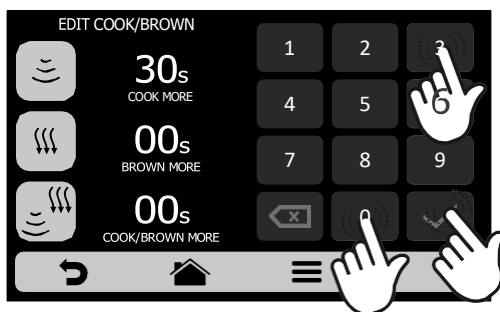 EDIT COOK/BROWN
30s
COOK MORE
00s
BROWN MORE
00s
COOK/BROWN MORE
1 2 3
4 5 6
7 8 9
X 0